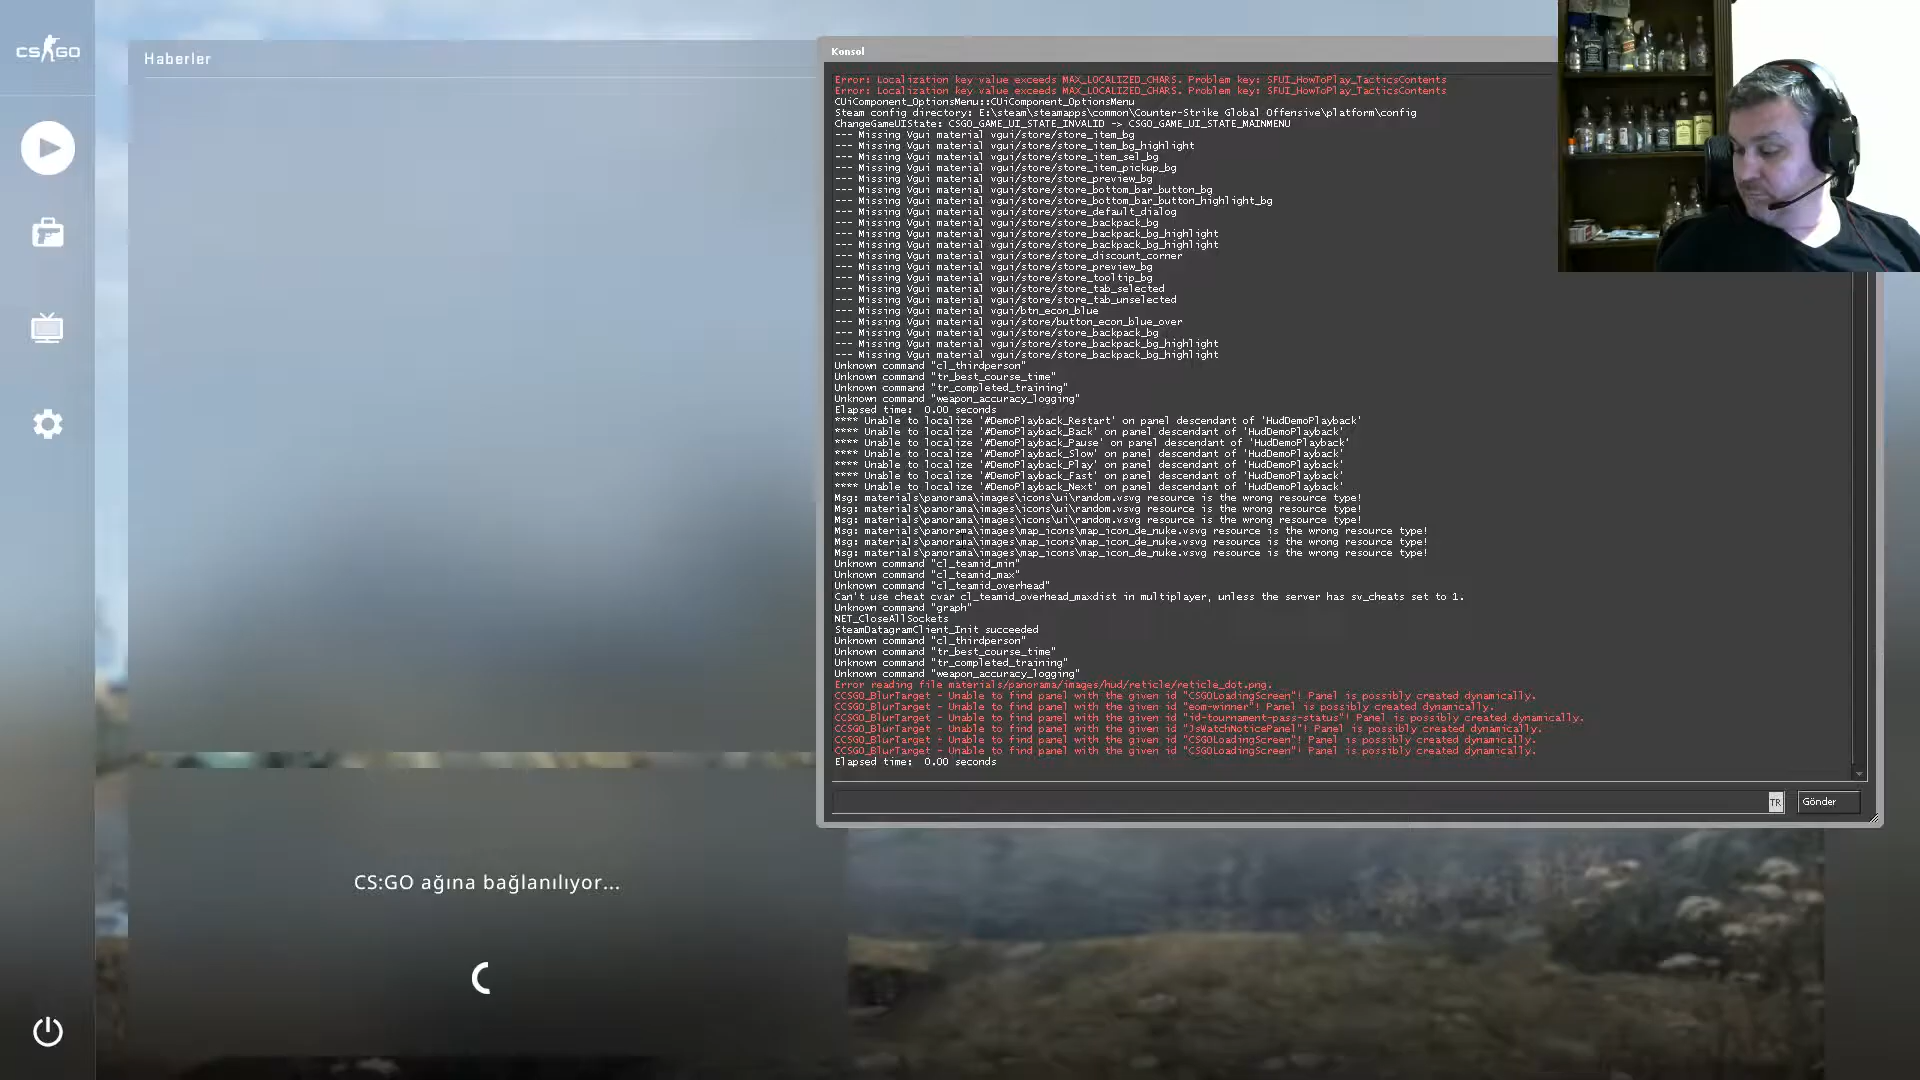 CS GO
Haberler
Konsol
Error: Localization key value exceeds MAX_LOCALIZED_CHARS. Problem key: SFUI_HowToPlay_TacticsContents
Error: Localization key value exceeds MAX_LOCALIZED_CHARS. Problem key: SFUI_HowToPlay_TacticsContents
CUiComponent_OptionsMenu::CUiComponent_OptionsMenu
Steam config directory: E:\steam\steamapps\common\Counter-Strike Global Offensive\platform\config
ChangeGameUIState: CSGO_GAME_UI_STATE_INVALID -> CSGO_GAME_UI_STATE_MAINMENU
--- Missing Vgui material vgui/store/store_item_bg
--- Missing Vgui material vgui/store/store_item_bg_highlight
--- Missing Vgui material vgui/store/store_item_sel_bg
--- Missing Vgui material vgui/store/store_item_pickup_bg
--- Missing Vgui material vgui/store/store_preview_bg
--- Missing Vgui material vgui/store/store_bottom_bar_button_bg
--- Missing Vgui material vgui/store/store_bottom_bar_button_highlight_bg
--- Missing Vgui material vgui/store/store_default_dialog
--- Missing Vgui material vgui/store/store_backpack_bg
--- Missing Vgui material vgui/store/store_backpack_bg_highlight
--- Missing Vgui material vgui/store/store_backpack_bg_highlight
--- Missing Vgui material vgui/store/store_discount_corner
--- Missing Vgui material vgui/store/store_preview_bg
--- Missing Vgui material vgui/store/store_tooltip_bg
--- Missing Vgui material vgui/store/store_tab_selected
--- Missing Vgui material vgui/store/store_tab_unselected
--- Missing Vgui material vgui/btn_econ_blue
--- Missing Vgui material vgui/store/button_econ_blue_over
--- Missing Vgui material vgui/store/store_backpack_bg
--- Missing Vgui material vgui/store/store_backpack_bg_highlight
--- Missing Vgui material vgui/store/store_backpack_bg_highlight
Unknown command "cl_thirdperson"
Unknown command "tr_best_course_time"
Unknown command "tr_completed_training"
Unknown command "weapon_accuracy_logging"
Elapsed time:  0.00 seconds
**** Unable to localize '#DemoPlayback_Restart' on panel descendant of 'HudDemoPlayback'
**** Unable to localize '#DemoPlayback_Back' on panel descendant of 'HudDemoPlayback'
**** Unable to localize '#DemoPlayback_Pause' on panel descendant of 'HudDemoPlayback'
**** Unable to localize '#DemoPlayback_Slow' on panel descendant of 'HudDemoPlayback'
**** Unable to localize '#DemoPlayback_Play' on panel descendant of 'HudDemoPlayback'
**** Unable to localize '#DemoPlayback_Fast' on panel descendant of 'HudDemoPlayback'
**** Unable to localize '#DemoPlayback_Next' on panel descendant of 'HudDemoPlayback'
Msg: materials\panorama\images\icons\ui\random.vsvg resource is the wrong resource type!
Msg: materials\panorama\images\icons\ui\random.vsvg resource is the wrong resource type!
Msg: materials\panorama\images\icons\ui\random.vsvg resource is the wrong resource type!
Msg: materials\panorama\images\map_icons\map_icon_de_nuke.vsvg resource is the wrong resource type!
Msg: materials\panorama\images\map_icons\map_icon_de_nuke.vsvg resource is the wrong resource type!
Msg: materials\panorama\images\map_icons\map_icon_de_nuke.vsvg resource is the wrong resource type!
Unknown command "cl_teamid_min"
Unknown command "cl_teamid_max"
Unknown command "cl_teamid_overhead"
Can't use cheat cvar cl_teamid_overhead_maxdist in multiplayer, unless the server has sv_cheats set to 1.
Unknown command "graph"
NET_CloseAllSockets
SteamDatagramClient_Init succeeded
Unknown command "cl_thirdperson"
Unknown command "tr_best_course_time"
Unknown command "tr_completed_training"
Unknown command "weapon_accuracy_logging"
Error reading file materials/panorama/images/hud/reticle/reticle_dot.png.
CCSGO_BlurTarget - Unable to find panel with the given id "CSGOLoadingScreen"! Panel is possibly created dynamically.
CCSGO_BlurTarget - Unable to find panel with the given id "eom-winner"! Panel is possibly created dynamically.
CCSGO_BlurTarget - Unable to find panel with the given id "id-tournament-pass-status"! Panel is possibly created dynamically.
CCSGO_BlurTarget - Unable to find panel with the given id "JsWatchNoticePanel"! Panel is possibly created dynamically.
CCSGO_BlurTarget - Unable to find panel with the given id "CSGOLoadingScreen"! Panel is possibly created dynamically.
CCSGO_BlurTarget - Unable to find panel with the given id "CSGOLoadingScreen"! Panel is possibly created dynamically.
Elapsed time:  0.00 seconds
TR
Gönder
CS:GO ağına bağlanılıyor...